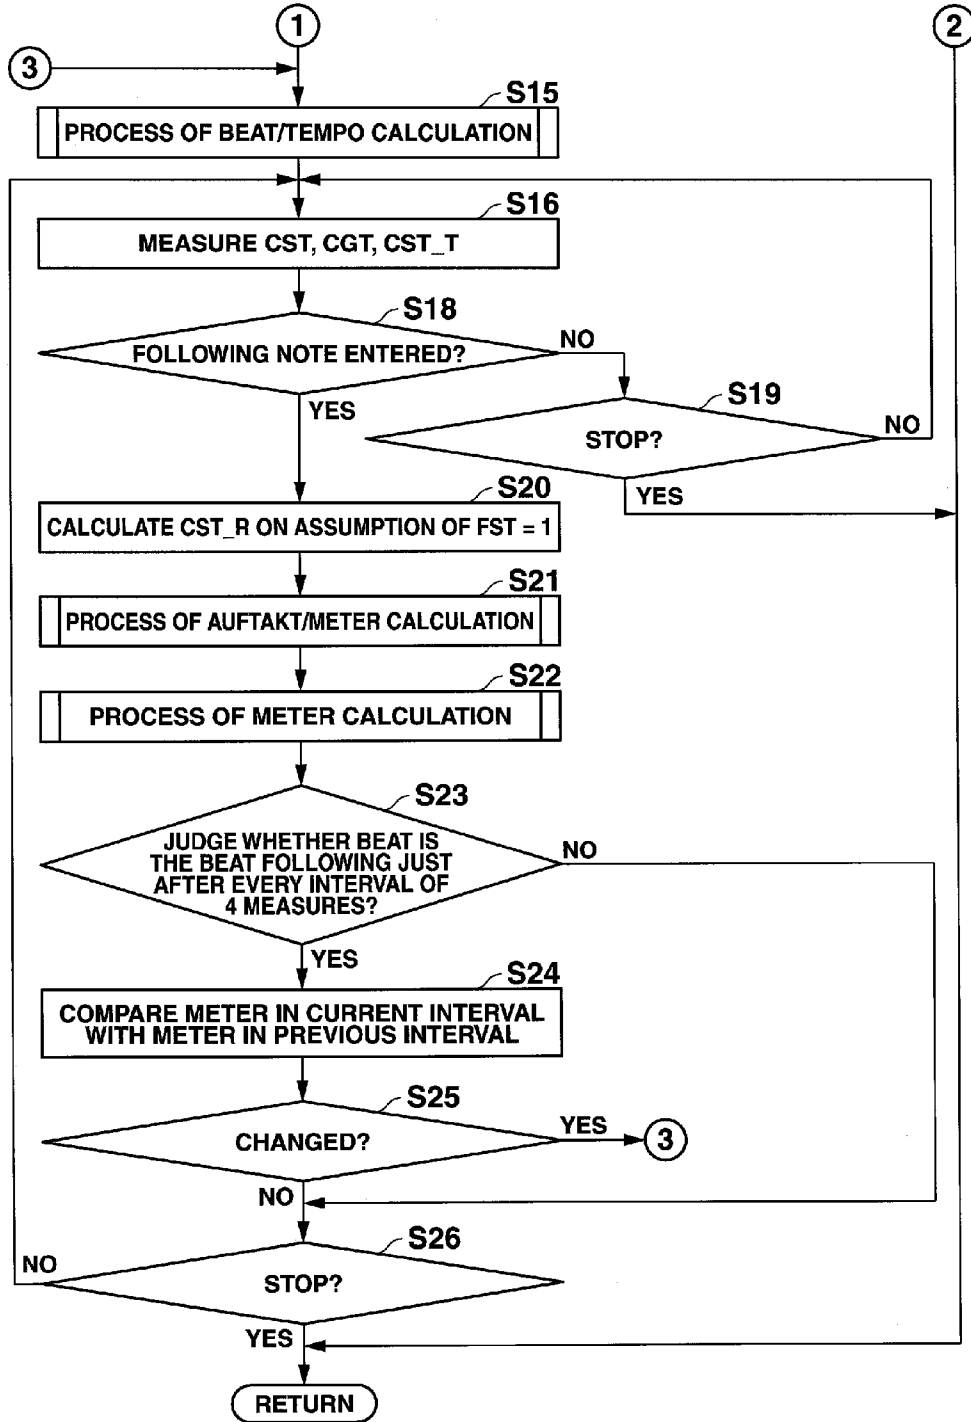 1
2
3
S15
PROCESS OF BEAT/TEMPO CALCULATION
S16
MEASURE CST, CGT, CST_T
S18
FOLLOWING NOTE ENTERED?
NO
YES
S19
STOP?
NO
YES
S20
CALCULATE CST_R ON ASSUMPTION OF FST = 1
S21
PROCESS OF AUFTAKT/METER CALCULATION
S22
PROCESS OF METER CALCULATION
S23
JUDGE WHETHER BEAT IS
THE BEAT FOLLOWING JUST
AFTER EVERY INTERVAL OF
4 MEASURES?
NO
YES
S24
COMPARE METER IN CURRENT INTERVAL
WITH METER IN PREVIOUS INTERVAL
S25
CHANGED?
YES
3
NO
S26
STOP?
NO
YES
RETURN